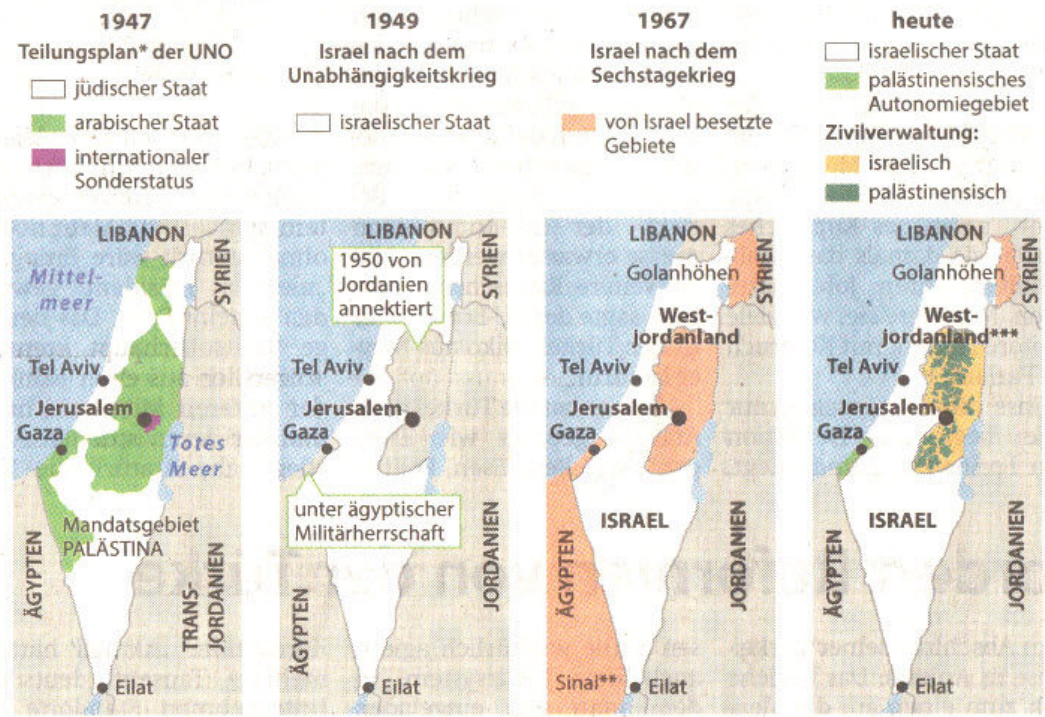 1947
Teilungsplan* der UNO
jüdischer Staat
arabischer Staat
internationaler
Sonderstatus
1949
Israel nach dem
Unabhängigkeitskrieg
israelischer Staat
1967
Israel nach dem
Sechstagekrieg
von Israel besetzte
Gebiete
heute
israelischer Staat
palästinensisches
Autonomiegebiet
Zivilverwaltung:
israelisch
palästinensisch
LIBANON
SYRIEN
Mittel-
meer
Tel Aviv
Jerusalem
Gaza
Totes
Meer
Mandatsgebiet
PALÄSTINA
ÄGYPTEN
TRANS-
JORDANIEN
Eilat
LIBANON
SYRIEN
1950 von
Jordanien
annektiert
Tel Aviv
Jerusalem
Gaza
unter ägyptischer
Militärherrschaft
ÄGYPTEN
JORDANIEN
Eilat
LIBANON
SYRIEN
Golanhöhen
West-
jordanland
Tel Aviv
Jerusalem
Gaza
ISRAEL
ÄGYPTEN
JORDANIEN
Sinai**
Eilat
LIBANON
SYRIEN
Golanhöhen
West-
jordanland***
Tel Aviv
Jerusalem
Gaza
ISRAEL
ÄGYPTEN
JORDANIEN
Eilat